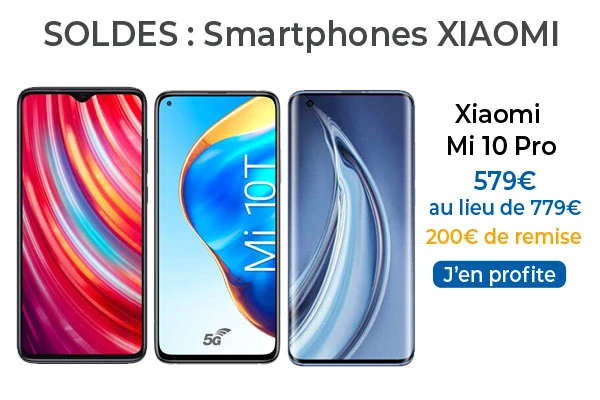 SOLDES : Smartphones XIAOMI
Mi 10T
5G
Xiaomi
Mi 10 Pro
579€
au lieu de 779€
200€ de remise
J'en profite